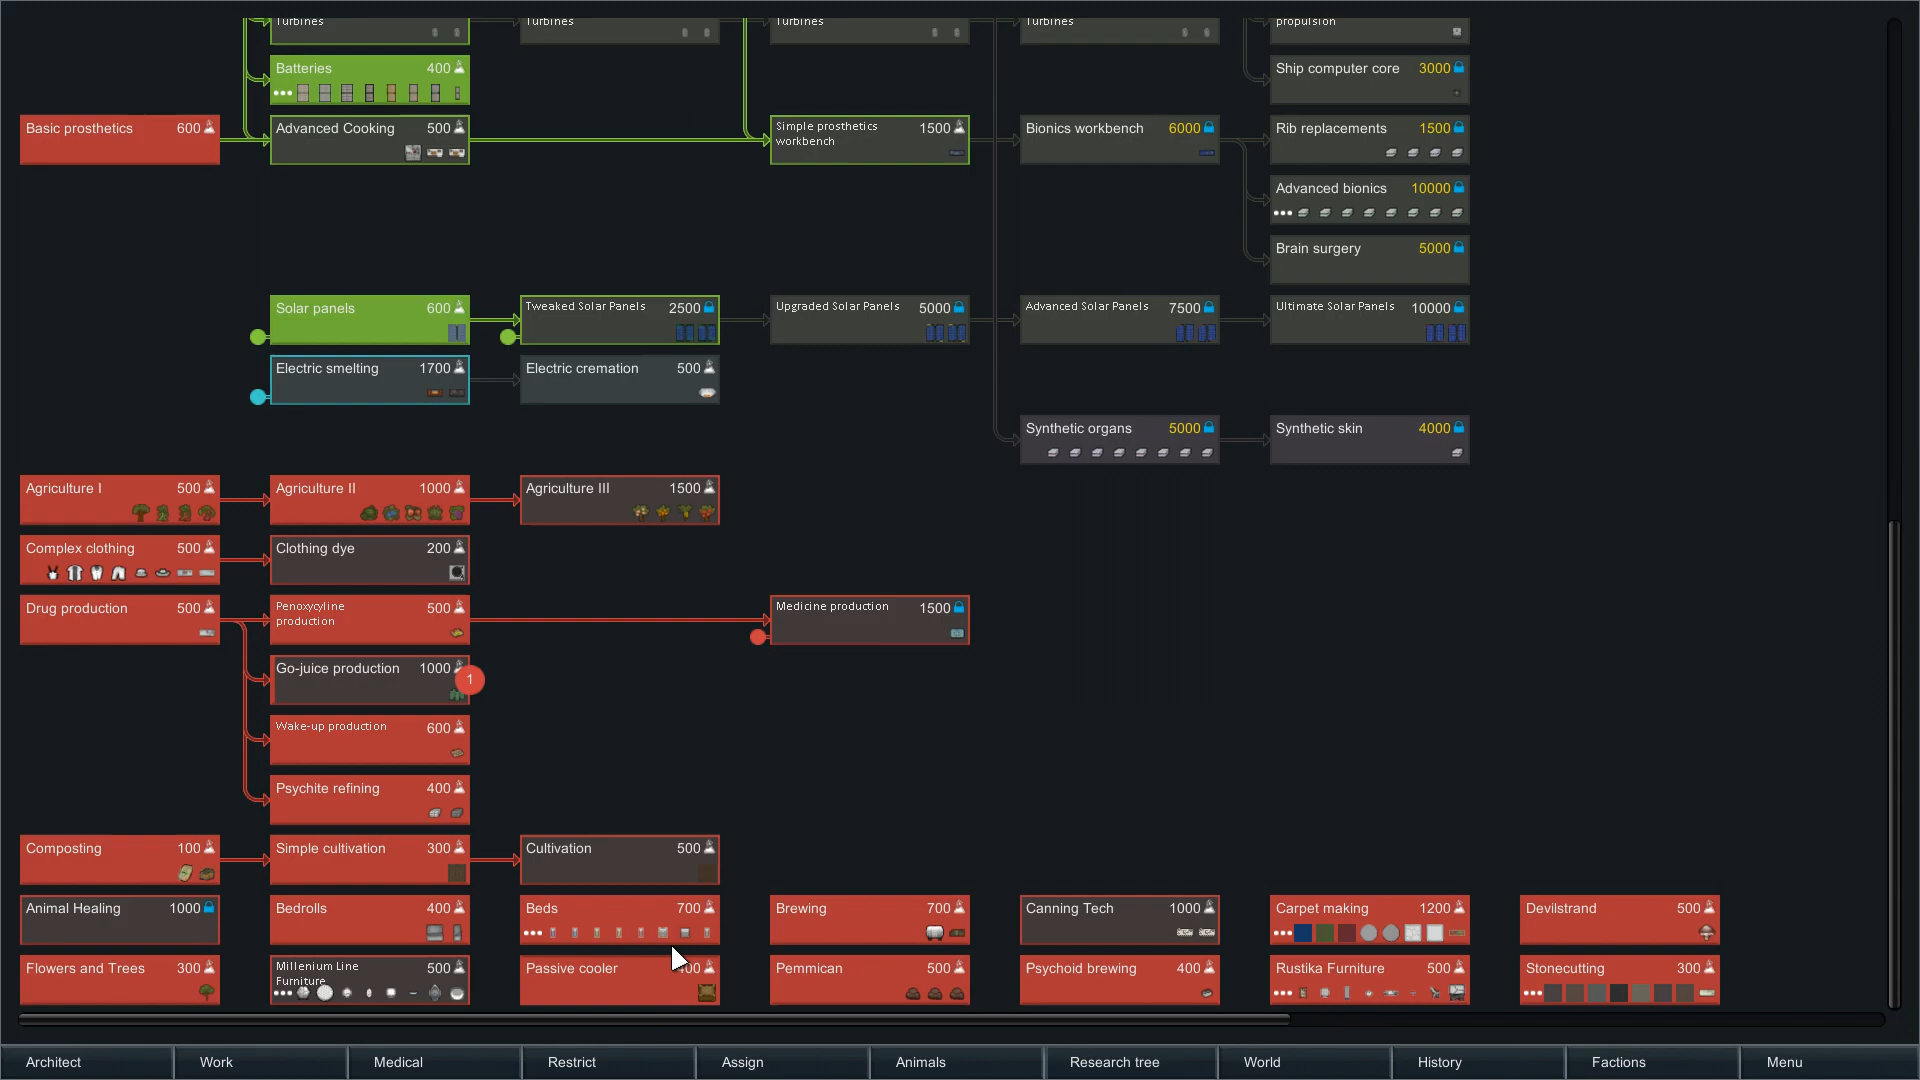 Turbines
Turbines
Turbines
Turbines
propulsion
Batteries 400
Ship computer core 3000
Basic prosthetics 600
Advanced Cooking 500
Simple prosthetics
workbench 1500
Bionics workbench 6000
Rib replacements 1500
Advanced bionics 10000
Brain surgery 5000
Solar panels 600
Tweaked Solar Panels 2500
Upgraded Solar Panels 5000
Advanced Solar Panels 7500
Ultimate Solar Panels 10000
Electric smelting 1700
Electric cremation 500
Synthetic organs 5000
Synthetic skin 4000
Agriculture I 500
Agriculture II 1000
Agriculture III 1500
Complex clothing 500
Clothing dye 200
Drug production 500
Penoxycyline
production 500
Medicine production 1500
Go-juice production 1000
1
Wake-up production 600
Psychite refining 400
Composting 100
Simple cultivation 300
Cultivation 500
Animal Healing 1000
Bedrolls 400
Beds 700
Brewing 700
Canning Tech 1000
Carpet making 1200
Devilstrand 500
Flowers and Trees 300
Millenium Line
Furniture 500
Passive cooler
Pemmican 500
Psychoid brewing 400
Rustika Furniture 500
Stonecutting 300
Architect
Work
Medical
Restrict
Assign
Animals
Research tree
World
History
Factions
Menu